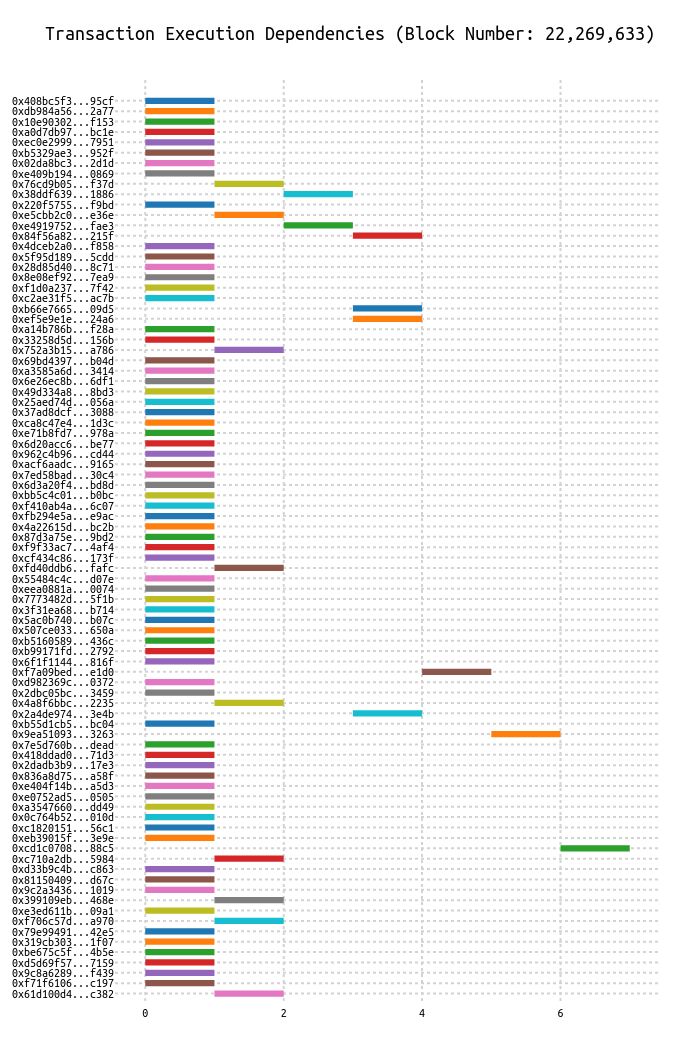 Transaction Execution Dependencies (Block Number: 22,269,633)
0x408bc5f3...95cf
0xdb984a56...2a77
0x10e90302...f153
0xa0d7db97...bc1e
0xec0e2999...7951
0xb5329ae3...952f
0x02da8bc3...2d1d
0xe409b194...0869
0x76cd9b05...f37d
0x38ddf639...1886
0x220f5755...f9bd
0xe5cbb2c0...e36e
0xe4919752...fae3
0x84f56a82...215f
0x4dceb2a0...f858
0x5f95d189...5cdd
0x28d85d40...8c71
0x8e08ef92...7ea9
0xf1d0a237...7f42
0xc2ae31f5...ac7b
0xb66e7665...09d5
0xef5e9e1e...24a6
0xa14b786b...f28a
0x33258d5d...156b
0x752a3b15...a786
0x69bd4397...b04d
0xa3585a6d...3414
0x6e26ec8b...6df1
0x49d334a8...8bd3
0x25aed74d...056a
0x37ad8dcf...3088
0xca8c47e4...1d3c
0xe71b8fd7...978a
0x6d20acc6...be77
0x962c4b96...cd44
0xacf6aadc...9165
0x7ed58bad...30c4
0x6d3a20f4...bd8d
0xbb5c4c01...b0bc
0xf410ab4a...6c07
0xfb294e5a...e9ac
0x4a22615d...bc2b
0x87d3a75e...9bd2
0xf9f33ac7...4af4
0xcf434c86...173f
0xfd40ddb6...fafc
0x55484c4c...d07e
0xeea0881a...0074
0x7773482d...5f1b
0x3f31ea68...b714
0x5ac0b740...b07c
0x507ce033...650a
0xb5160589...436c
0xb99171fd...2792
0x6f1f1144...816f
0xf7a09bed...e1d0
0xd982369c...0372
0x2dbc05bc...3459
0x4a8f6bbc...2235
0x2a4de974...3e4b
0xb55d1cb5...bc04
0x9ea51093...3263
0x7e5d760b...dead
0x418ddad0...71d3
0x2dadb3b9...17e3
0x836a8d75...a58f
0xe404f14b...a5d3
0xe0752ad5...0505
0xa3547660...dd49
0x0c764b52...010d
0xc1820151...56c1
0xeb39015f...3e9e
0xcd1c0708...88c5
0xc710a2db...5984
0xd33b9c4b...c863
0x81150409...d67c
0x9c2a3436...1019
0x399109eb...468e
0xe3ed611b...09a1
0xf706c57d...a970
0x79e99491...42e5
0x319cb303...1f07
0xbe675c5f...4b5e
0xd5d69f57...7159
0x9c8a6289...f439
0xf71f6106...c197
0x61d100d4...c382
0 2 4 6